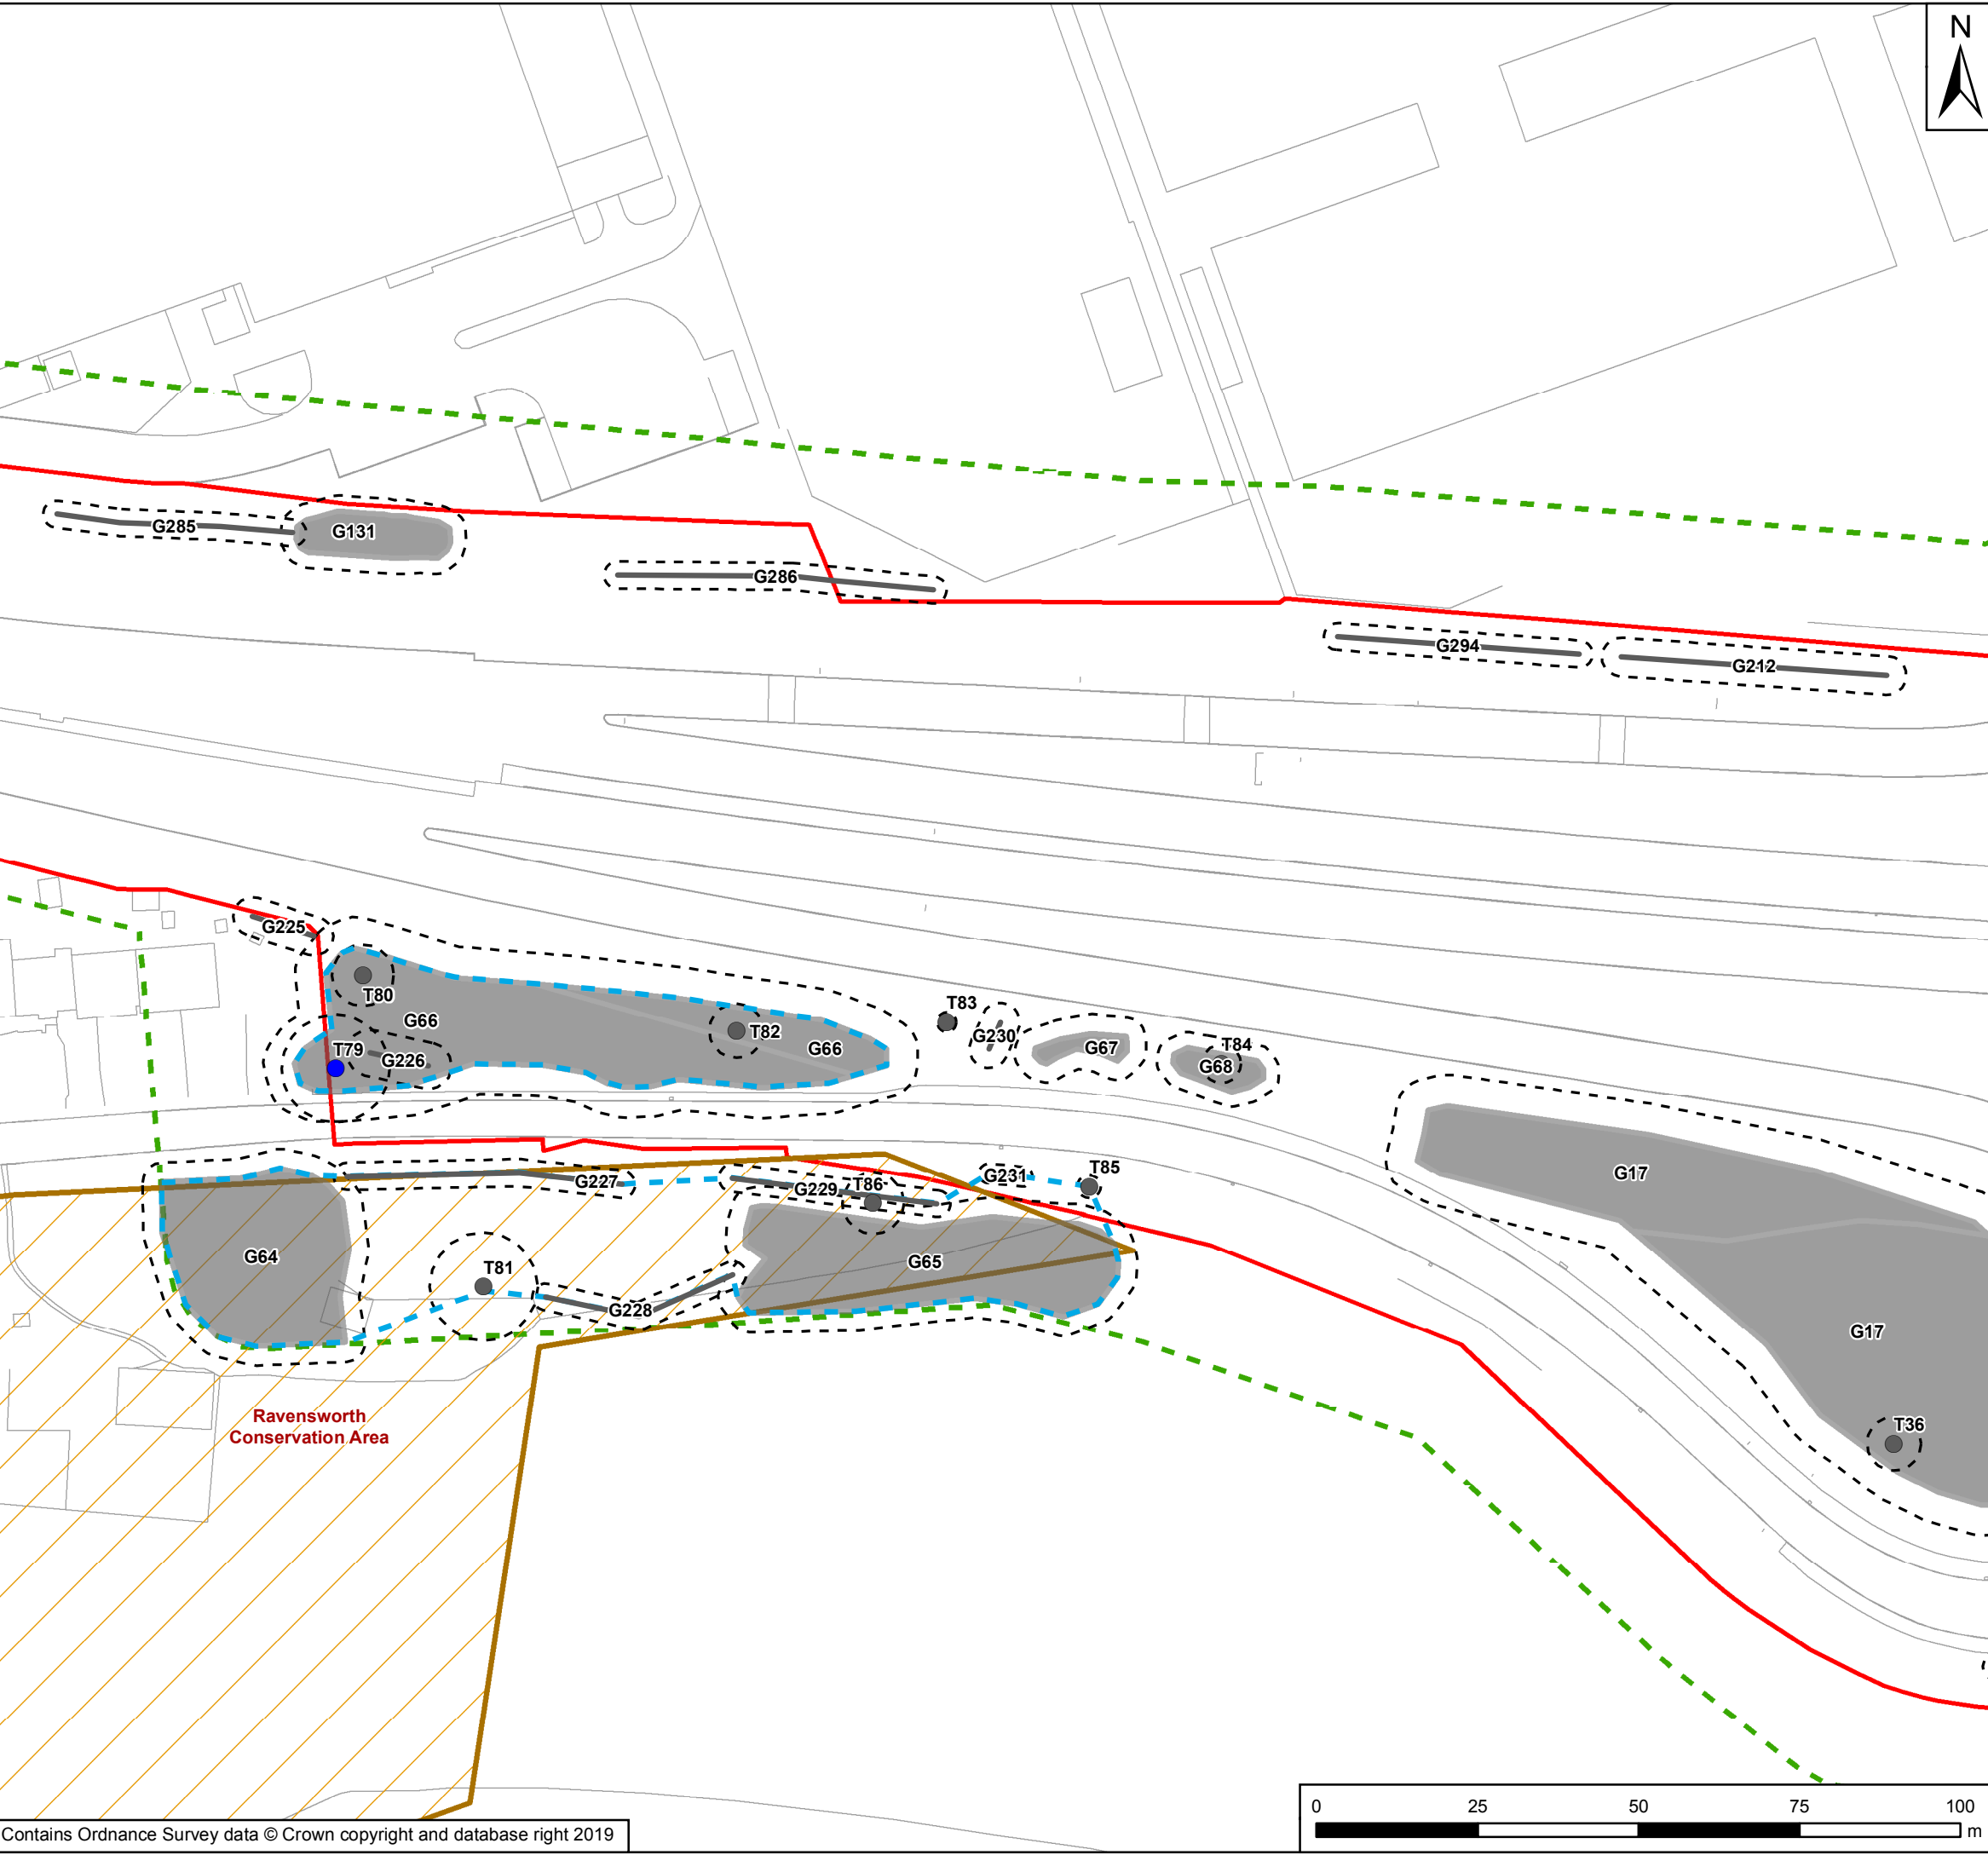 N
G285
G131
G286
G294
G212
G225
T80
G66
T82
G66
T79
G226
T83
G230
G67
T84
G68
G17
G17
T36
G227
G229
T86
G231
T85
G64
T81
G228
G65
Ravensworth
Conservation Area
0 25 50 75 100
m
Contains Ordnance Survey data © Crown copyright and database right 2019